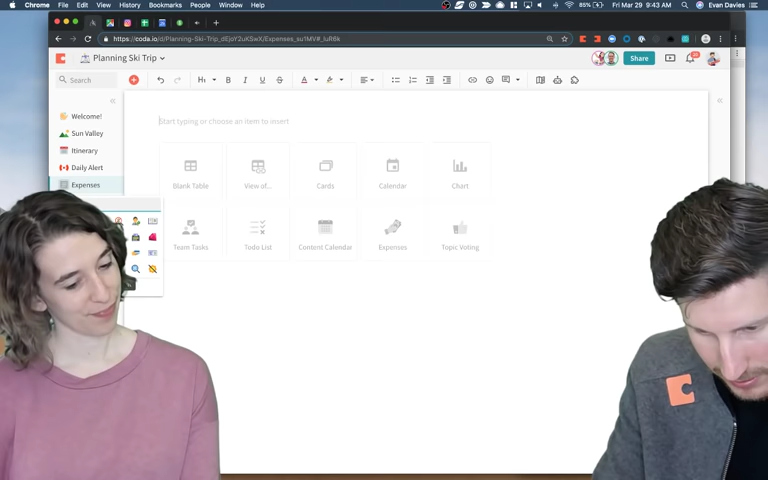 Chrome File Edit View History Bookmarks People Window Help
85% Fri Mar 29 9:43 AM Evan Davies
https://coda.io/d/Planning-Ski-Trip_dEjoY2uKSwX/Expenses_su1MV#_luR6k
Planning Ski Trip
Share
Search
H1 B I U S A
Welcome!
Sun Valley
Itinerary
Daily Alert
Expenses
Start typing or choose an item to insert
Blank Table View of... Cards Calendar Chart
Team Tasks Todo List Content Calendar Expenses Topic Voting